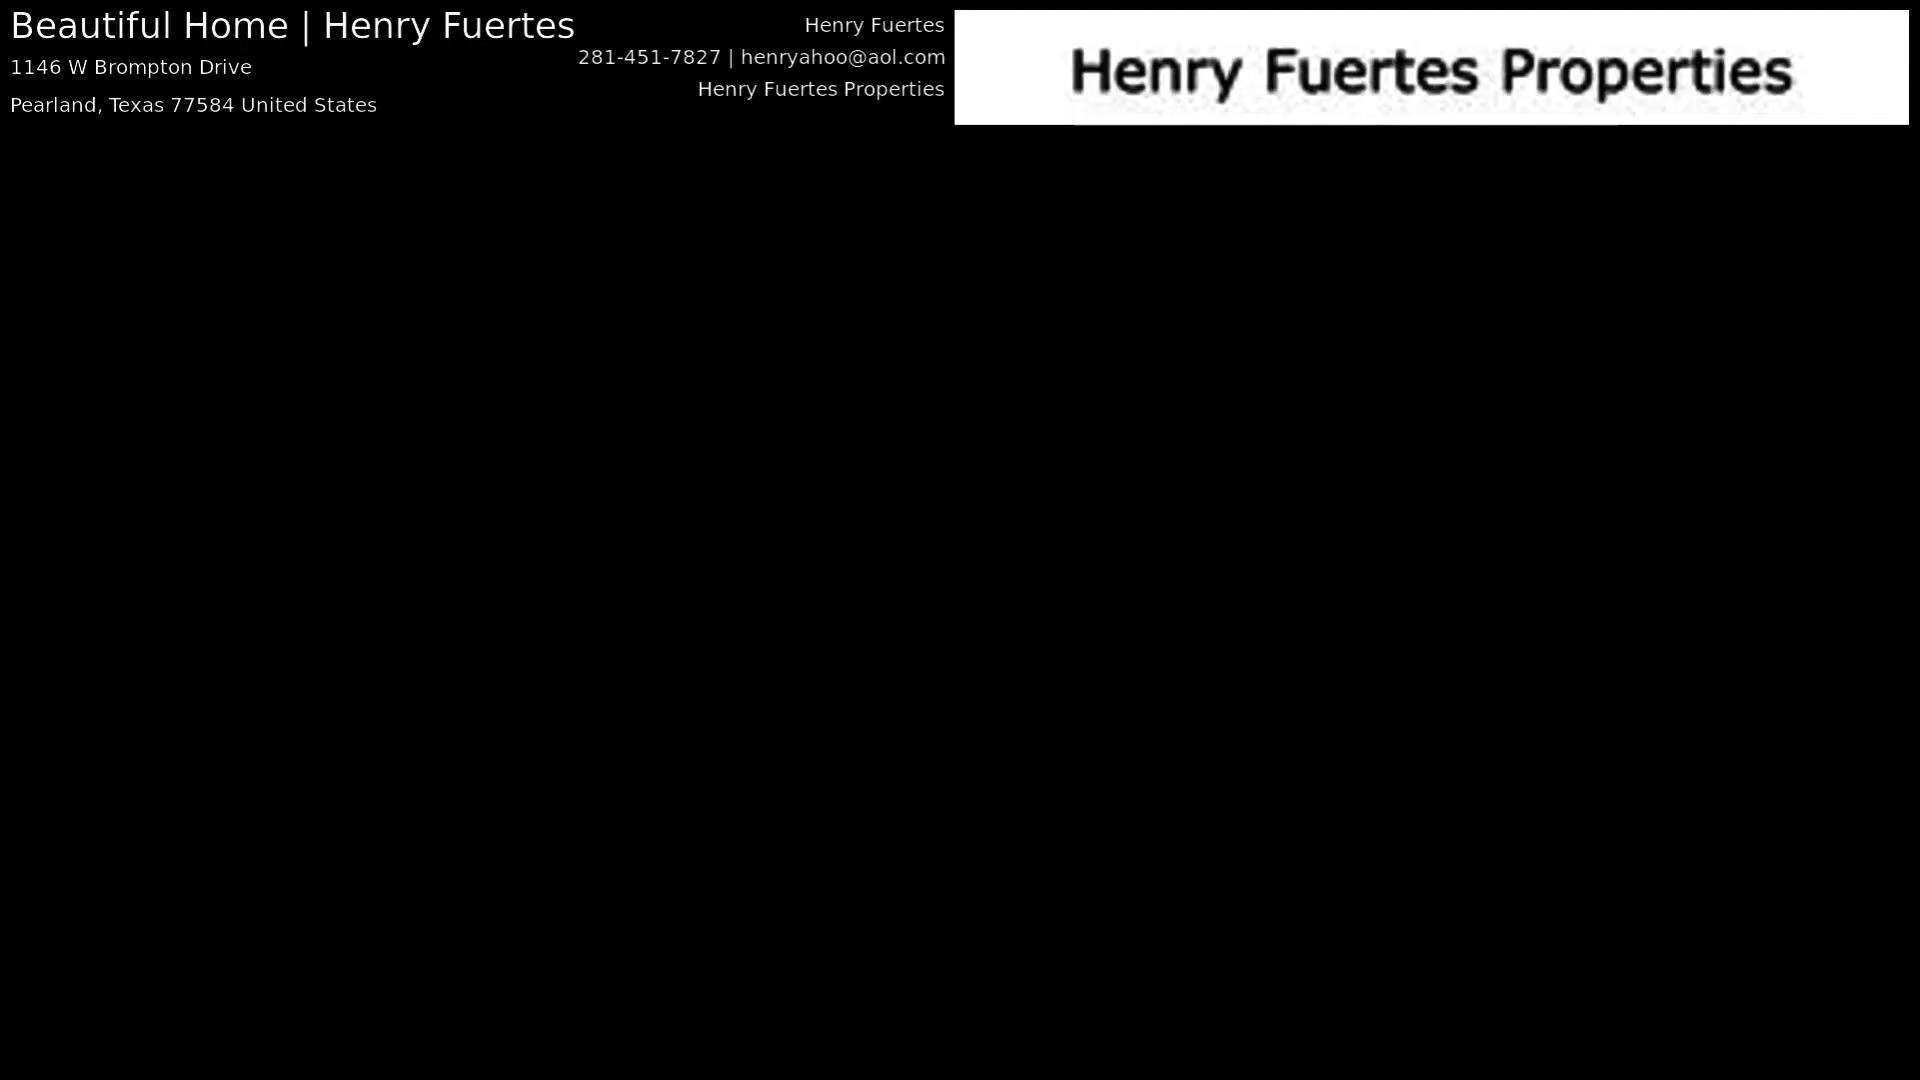 Beautiful Home | Henry Fuertes
1146 W Brompton Drive
Pearland, Texas 77584 United States
Henry Fuertes
281-451-7827 | henryahoo@aol.com
Henry Fuertes Properties
Henry Fuertes Properties